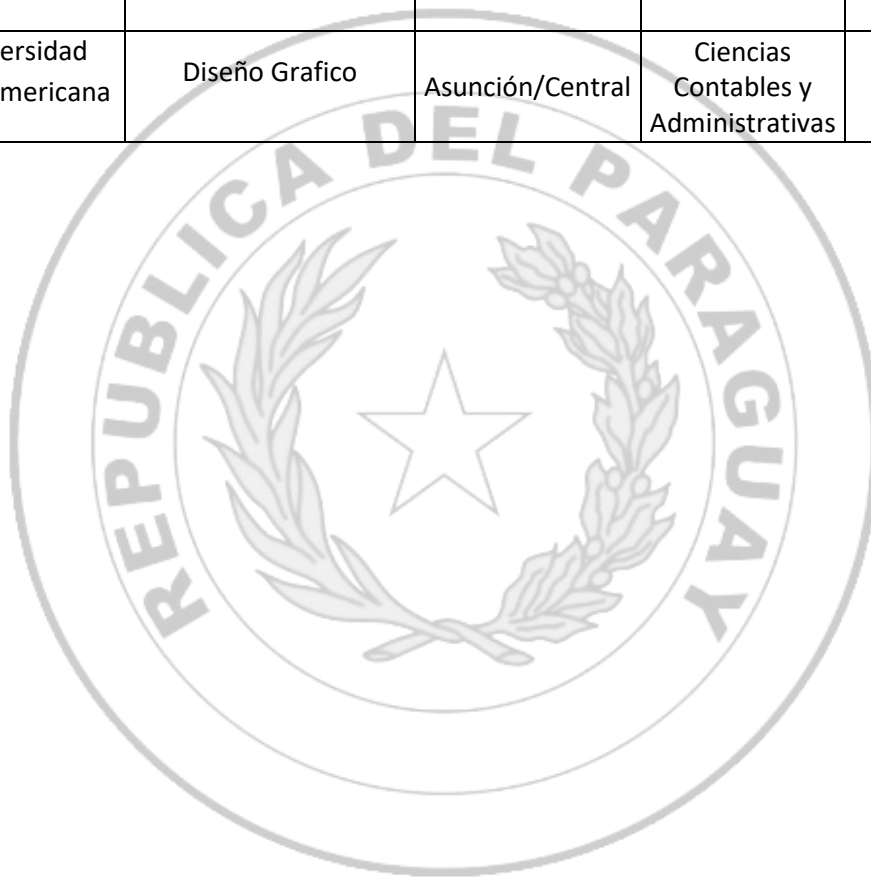 ersidad
mericana
Diseño Grafico
Asunción/Central
Ciencias
Contables y
Administrativas
REPUBLICA DEL PARAGUAY